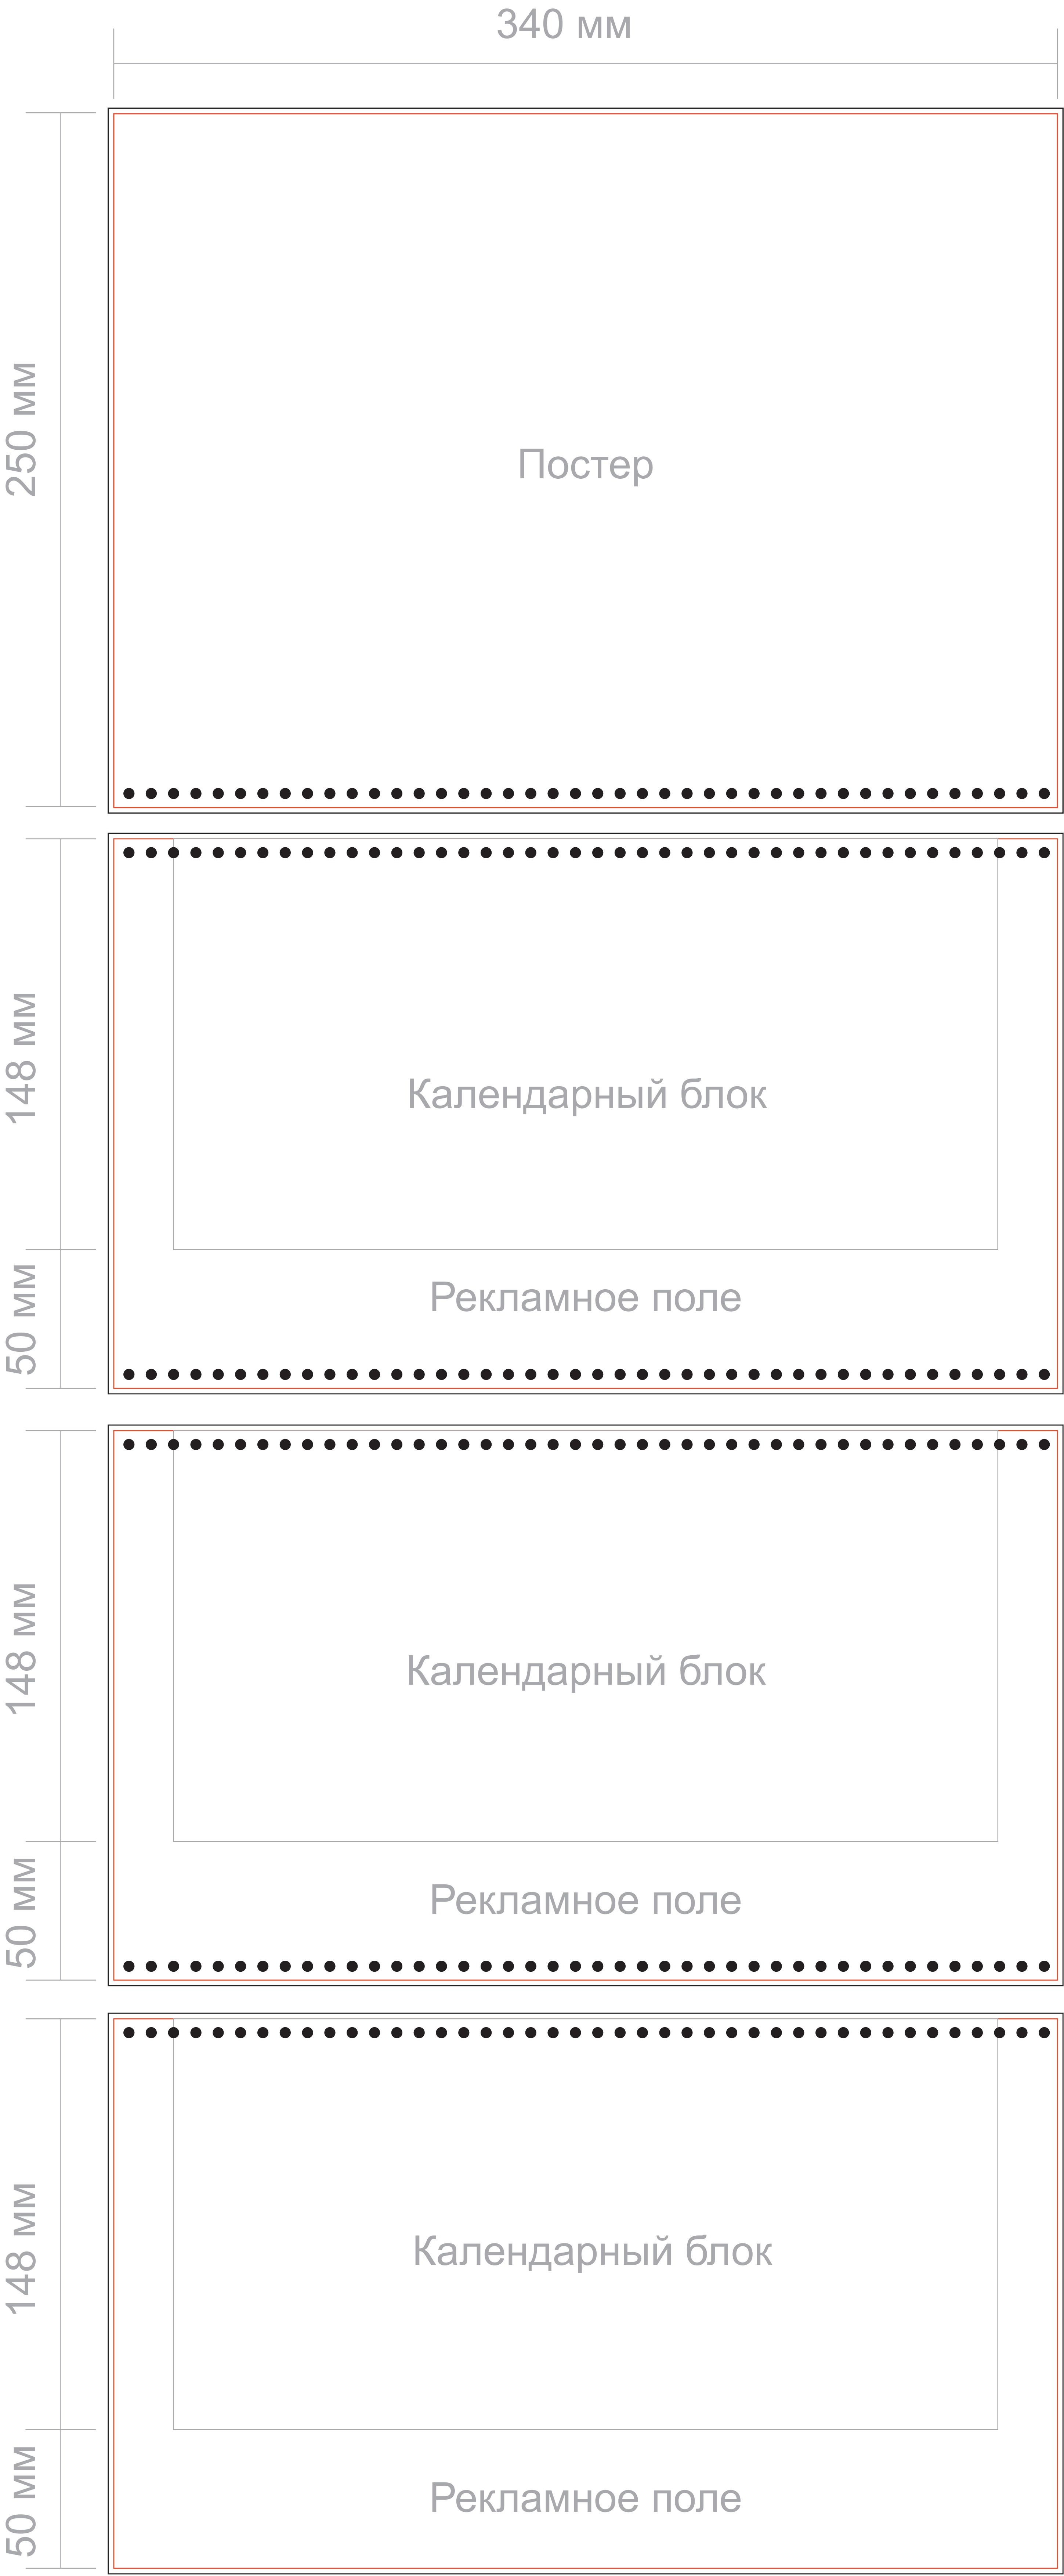 340 мм
250 мм
Постер
148 мм
Календарный блок
50 мм
Рекламное поле
148 мм
Календарный блок
50 мм
Рекламное поле
148 мм
Календарный блок
50 мм
Рекламное поле